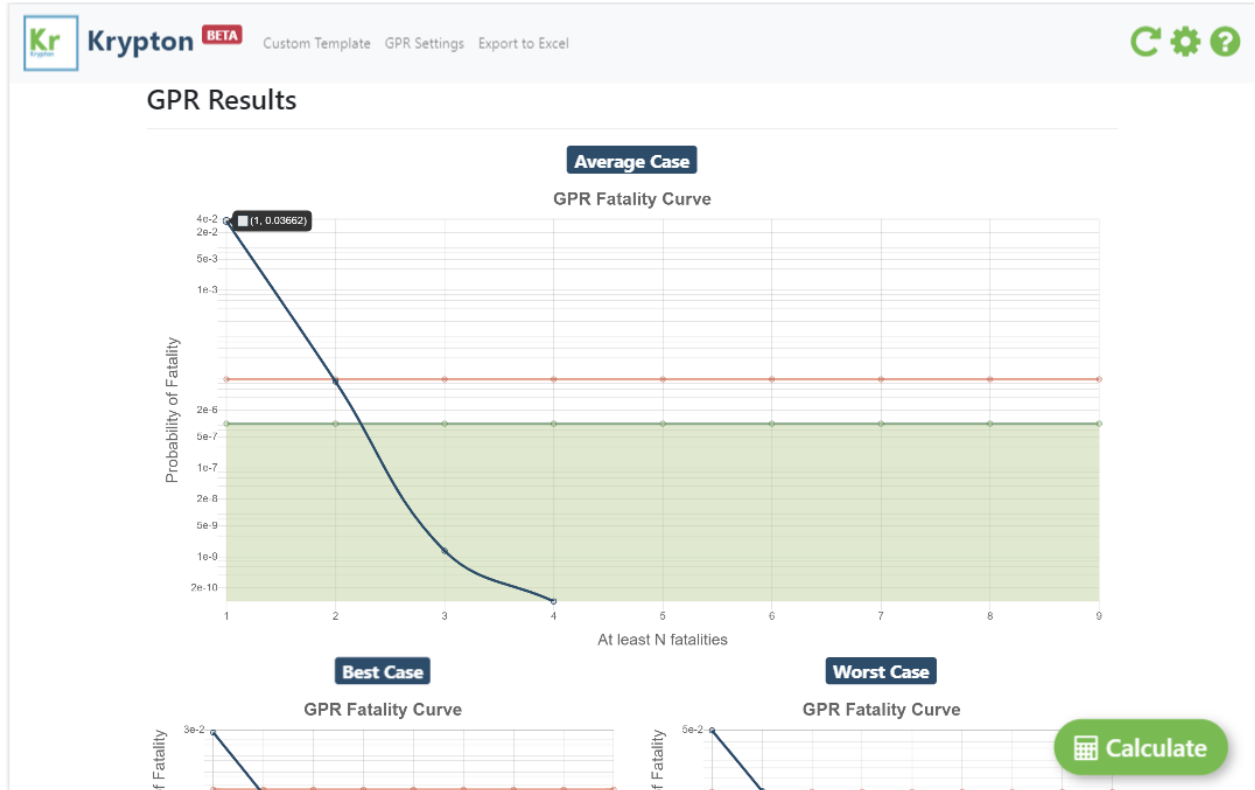 Kr
Krypton
Krypton BETA Custom Template GPR Settings Export to Excel
GPR Results
Average Case
GPR Fatality Curve
(1, 0.03662)
4e-2
2e-2
5e-3
1e-3
2e-6
5e-7
1e-7
2e-8
5e-9
1e-9
2e-10
Probability of Fatality
1 2 3 4 5 6 7 8 9
At least N fatalities
Best Case
GPR Fatality Curve
3e-2
f Fatality
Worst Case
GPR Fatality Curve
6e-2
f Fatality
Calculate